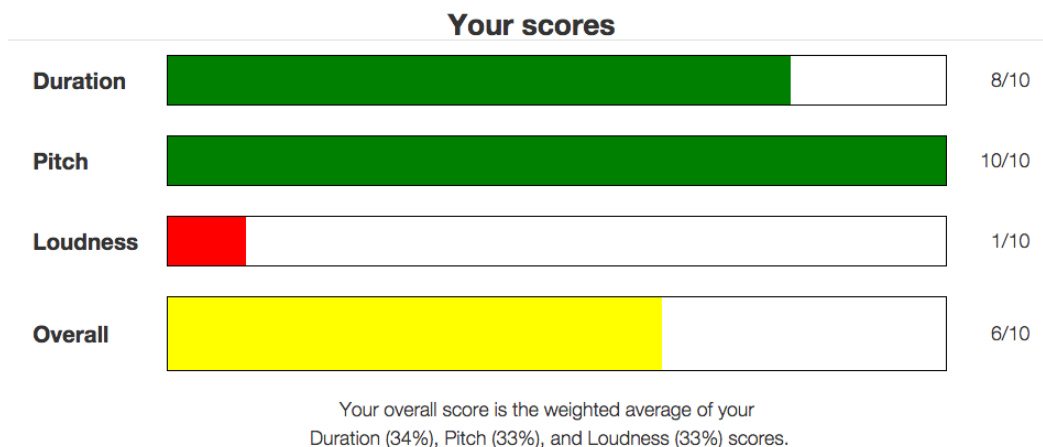 Your scores
Duration 8/10
Pitch 10/10
Loudness 1/10
Overall 6/10
Your overall score is the weighted average of your
Duration (34%), Pitch (33%), and Loudness (33%) scores.